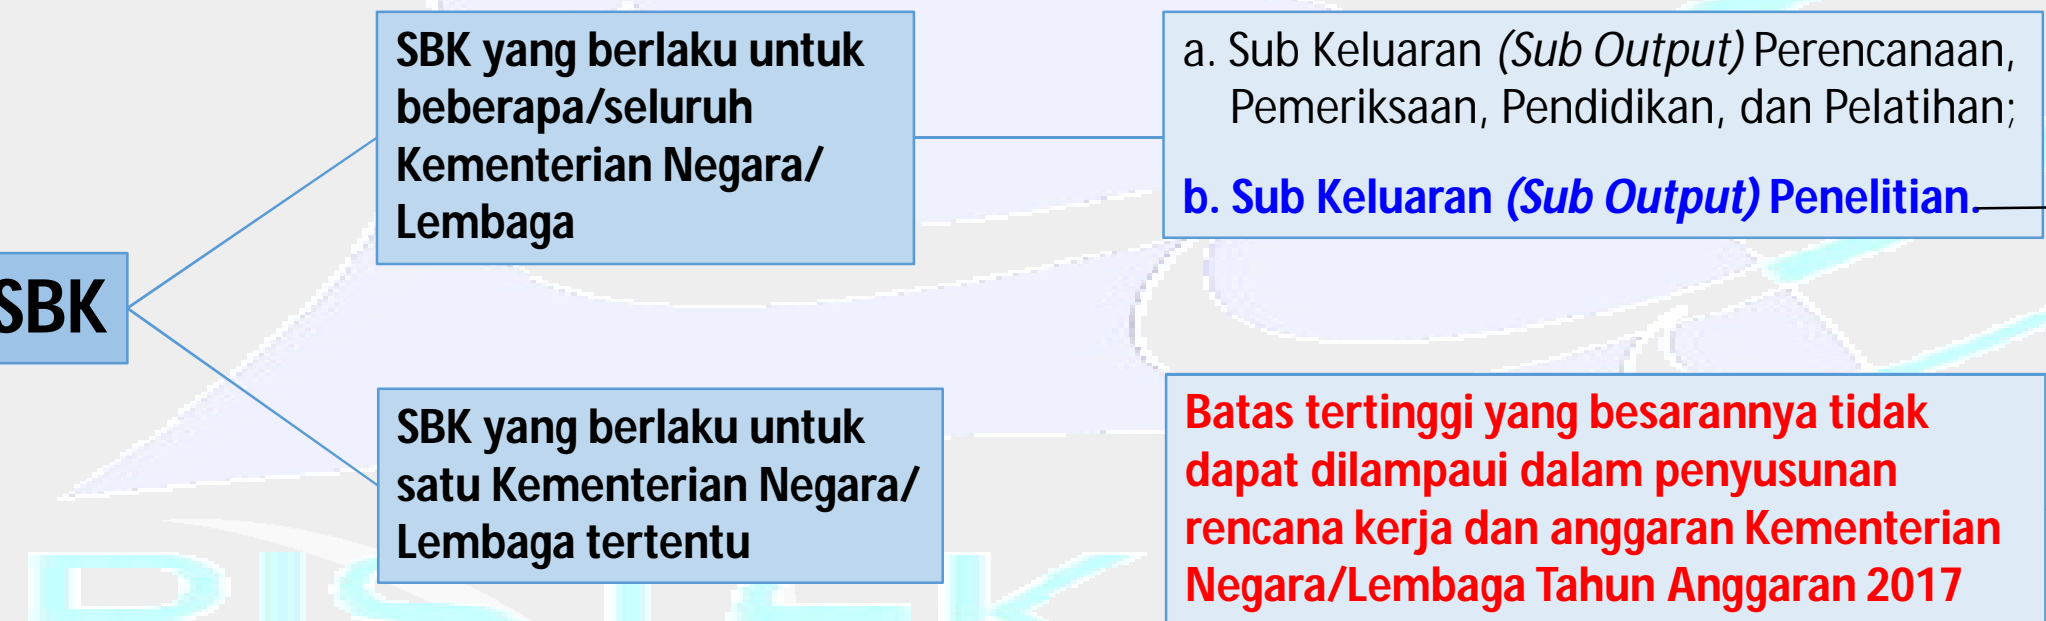 SBK yang berlaku untuk
beberapa/seluruh
Kementerian Negara/
Lembaga
a. Sub Keluaran (Sub Output) Perencanaan,
Pemeriksaan, Pendidikan, dan Pelatihan;
b. Sub Keluaran (Sub Output) Penelitian.
SBK
SBK yang berlaku untuk
satu Kementerian Negara/
Lembaga tertentu
Batas tertinggi yang besarannya tidak
dapat dilampaui dalam penyusunan
rencana kerja dan anggaran Kementerian
Negara/Lembaga Tahun Anggaran 2017